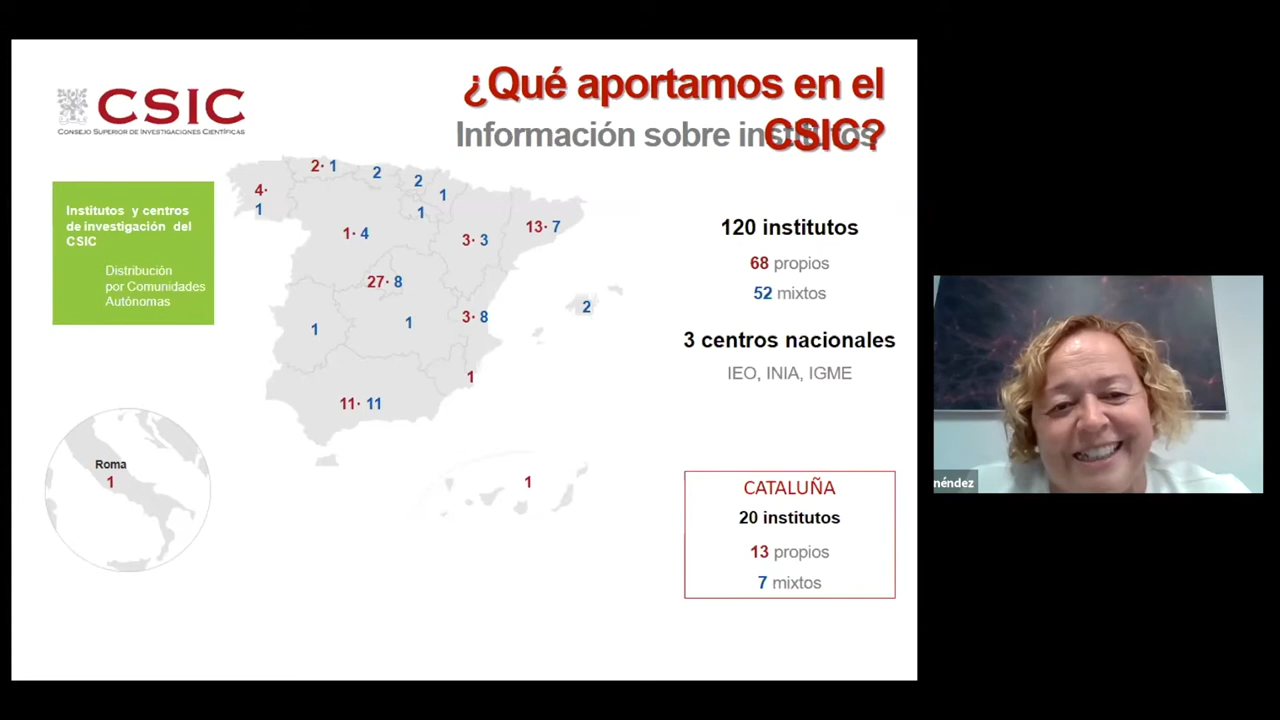 CSIC
CONSEJO SUPERIOR DE INVESTIGACIONES CIENTÍFICAS
¿Qué aportamos en el
CSIC?
Información sobre institutos
Institutos y centros
de investigación del
CSIC
Distribución
por Comunidades
Autónomas
2· 1
2
2
1
4·
1
1
13· 7
1· 4
3· 3
27· 8
2
3· 8
1
1
1
11· 11
Roma
1
1
120 institutos
68 propios
52 mixtos
3 centros nacionales
IEO, INIA, IGME
CATALUÑA
20 institutos
13 propios
7 mixtos
néndez